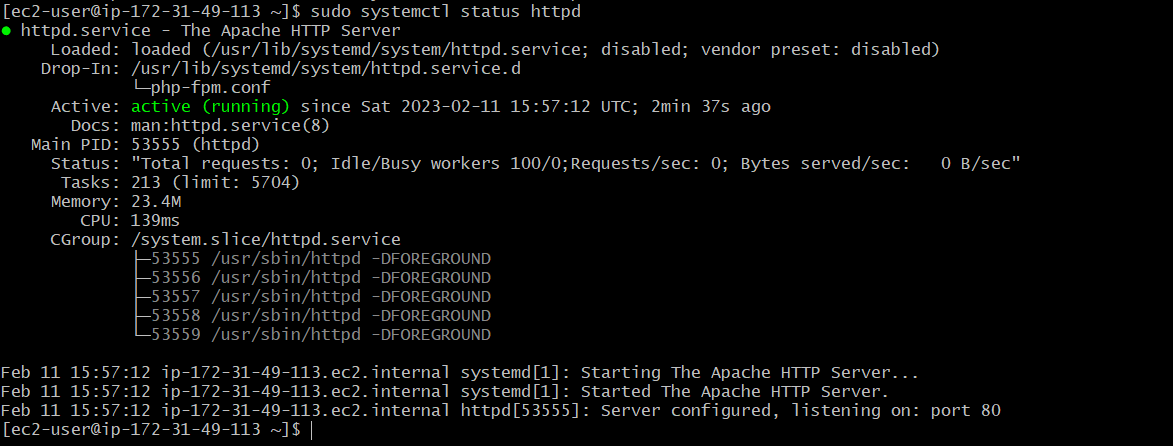 [ec2-user@ip-172-31-49-113 ~]$ sudo systemctl status httpd
● httpd.service - The Apache HTTP Server
     Loaded: loaded (/usr/lib/systemd/system/httpd.service; disabled; vendor preset: disabled)
    Drop-In: /usr/lib/systemd/system/httpd.service.d
             └─php-fpm.conf
     Active: active (running) since Sat 2023-02-11 15:57:12 UTC; 2min 37s ago
       Docs: man:httpd.service(8)
   Main PID: 53555 (httpd)
     Status: "Total requests: 0; Idle/Busy workers 100/0;Requests/sec: 0; Bytes served/sec:   0 B/sec"
      Tasks: 213 (limit: 5704)
     Memory: 23.4M
        CPU: 139ms
     CGroup: /system.slice/httpd.service
             ├─53555 /usr/sbin/httpd -DFOREGROUND
             ├─53556 /usr/sbin/httpd -DFOREGROUND
             ├─53557 /usr/sbin/httpd -DFOREGROUND
             ├─53558 /usr/sbin/httpd -DFOREGROUND
             └─53559 /usr/sbin/httpd -DFOREGROUND

Feb 11 15:57:12 ip-172-31-49-113.ec2.internal systemd[1]: Starting The Apache HTTP Server...
Feb 11 15:57:12 ip-172-31-49-113.ec2.internal systemd[1]: Started The Apache HTTP Server.
Feb 11 15:57:12 ip-172-31-49-113.ec2.internal httpd[53555]: Server configured, listening on: port 80
[ec2-user@ip-172-31-49-113 ~]$